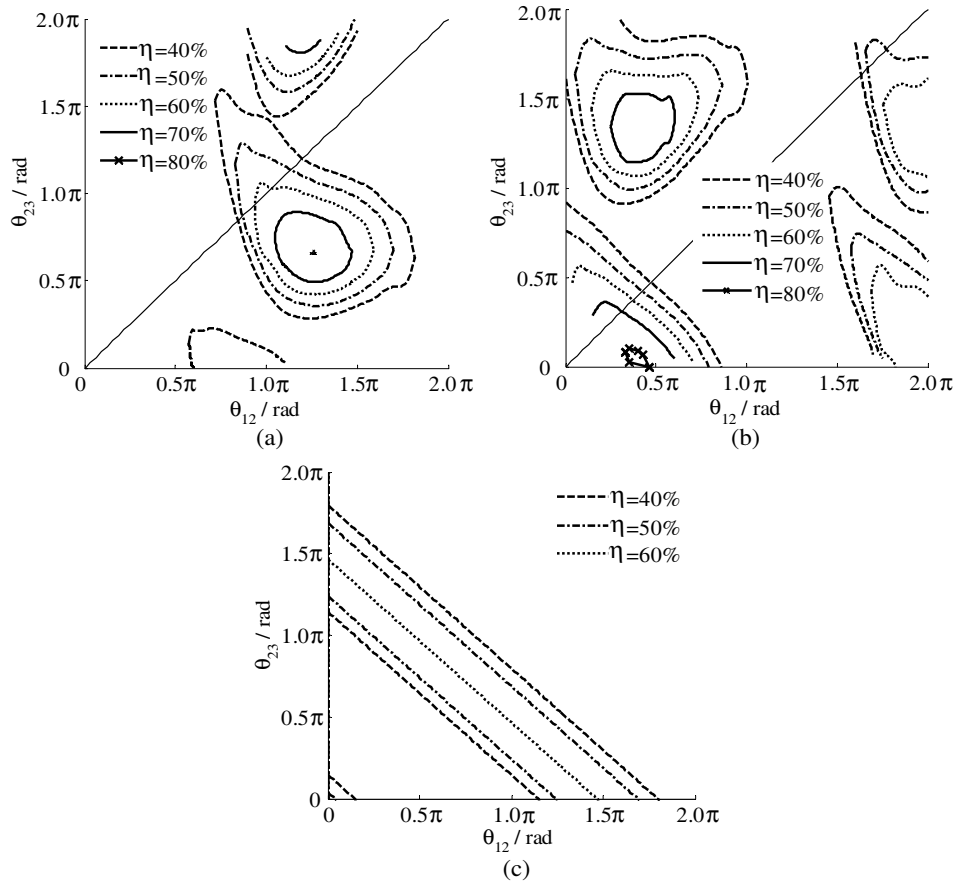 2.0π
1.5π
1.0π
0.5π
0
θ23 / rad
η=40%
η=50%
η=60%
η=70%
η=80%
0 0.5π 1.0π 1.5π 2.0π
θ12 / rad
(a)
2.0π
1.5π
1.0π
0.5π
0
θ23 / rad
η=40%
η=50%
η=60%
η=70%
η=80%
0 0.5π 1.0π 1.5π 2.0π
θ12 / rad
(b)
2.0π
1.5π
1.0π
0.5π
0
θ23 / rad
η=40%
η=50%
η=60%
0 0.5π 1.0π 1.5π 2.0π
θ12 / rad
(c)